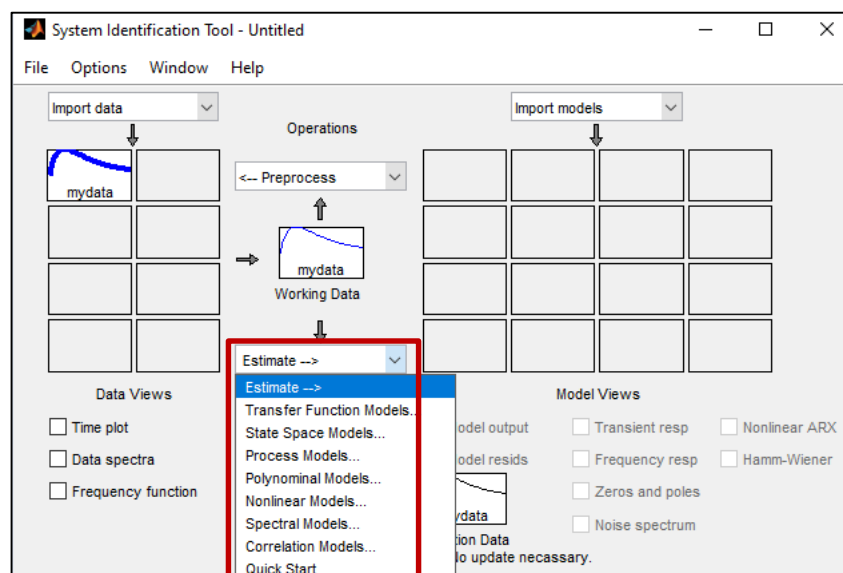 System Identification Tool - Untitled
File Options Window Help
Import data
Import models
Operations
mydata
<-- Preprocess
mydata
Working Data
Estimate -->
Estimate -->
Transfer Function Models...
State Space Models...
Process Models...
Polynominal Models...
Nonlinear Models...
Spectral Models...
Correlation Models...
Quick Start
Data Views
Time plot
Data spectra
Frequency function
Model Views
odel output
Transient resp
Nonlinear ARX
odel resids
Frequency resp
Hamm-Wiener
Zeros and poles
Noise spectrum
ydata
tion Data
No update necassary.